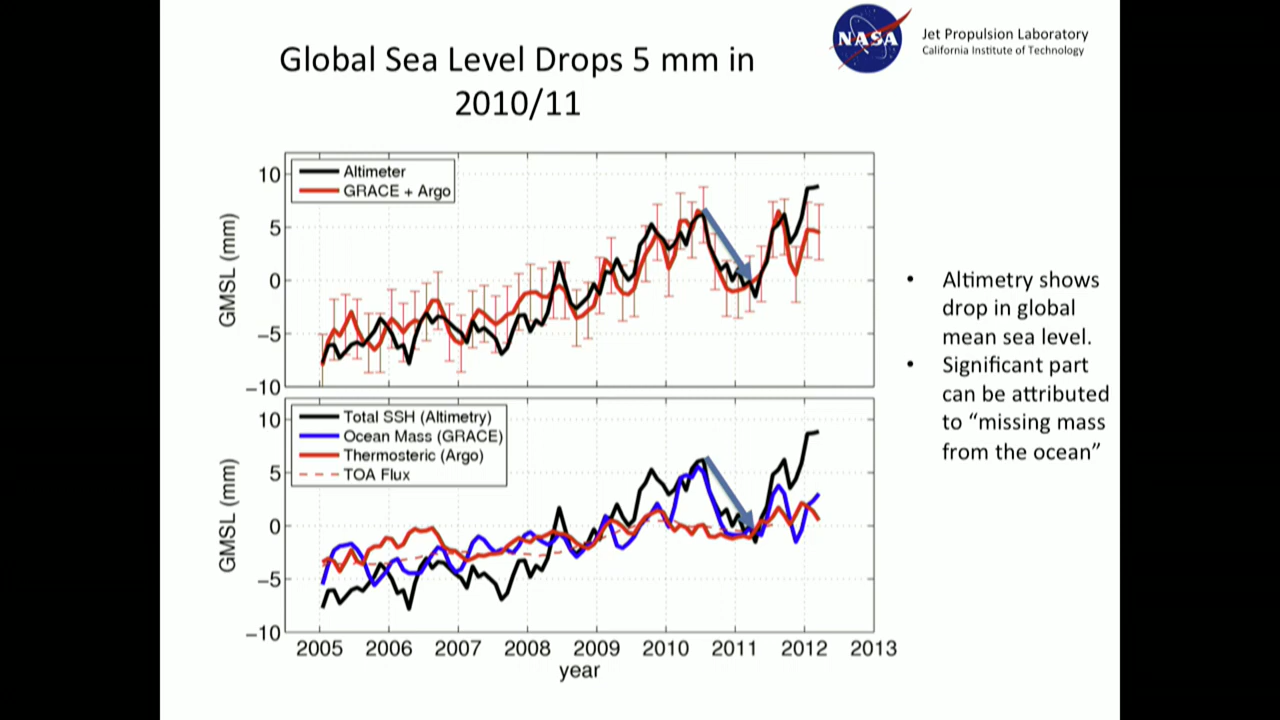 NASA
Jet Propulsion Laboratory
California Institute of Technology
Global Sea Level Drops 5 mm in
2010/11
Altimeter
GRACE + Argo
10
5
0
−5
−10
GMSL (mm)
Total SSH (Altimetry)
Ocean Mass (GRACE)
Thermosteric (Argo)
TOA Flux
10
5
0
−5
−10
GMSL (mm)
2005 2006 2007 2008 2009 2010 2011 2012 2013
year
• Altimetry shows
drop in global
mean sea level.
• Significant part
can be attributed
to “missing mass
from the ocean”